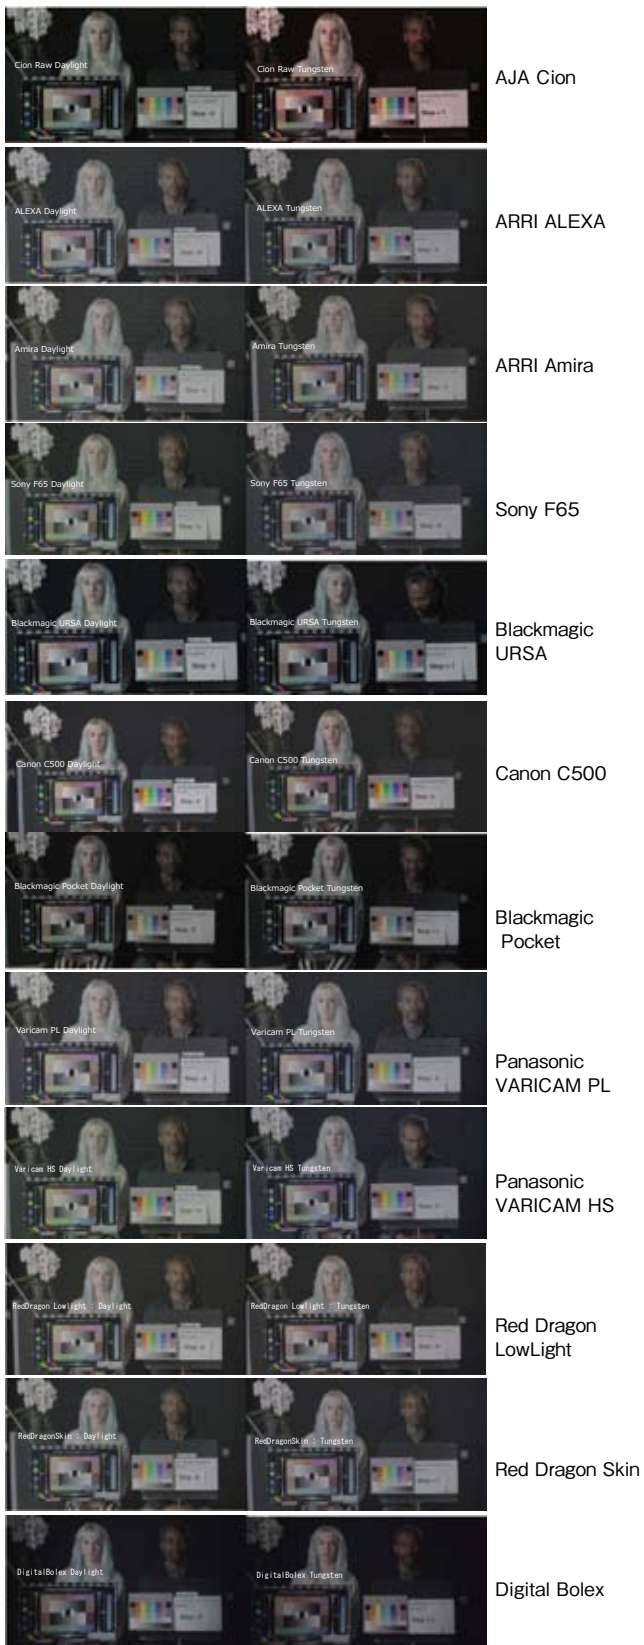 Cion Raw Daylight
Cion Raw Tungsten
AJA Cion
ALEXA Daylight
ALEXA Tungsten
ARRI ALEXA
Amira Daylight
Amira Tungsten
ARRI Amira
Sony F65 Daylight
Sony F65 Tungsten
Sony F65
Blackmagic URSA Daylight
Blackmagic URSA Tungsten
Blackmagic
URSA
Canon C500 Daylight
Canon C500 Tungsten
Canon C500
Blackmagic Pocket Daylight
Blackmagic Pocket Tungsten
Blackmagic
Pocket
Varicam PL Daylight
Varicam PL Tungsten
Panasonic
VARICAM PL
Varicam HS Daylight
Varicam HS Tungsten
Panasonic
VARICAM HS
RedDragon Lowlight : Daylight
RedDragon Lowlight : Tungsten
Red Dragon
LowLight
RedDragonSkin : Daylight
RedDragonSkin : Tungsten
Red Dragon Skin
DigitalBolex Daylight
DigitalBolex Tungsten
Digital Bolex